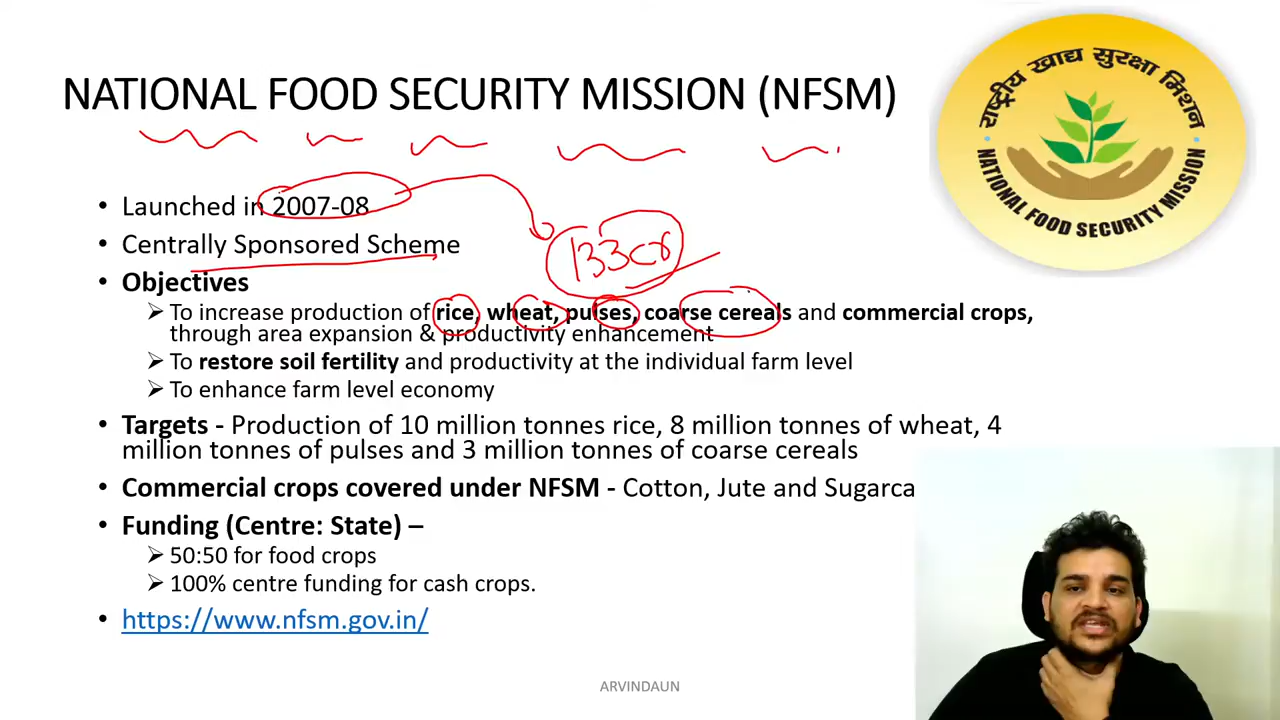 NATIONAL FOOD SECURITY MISSION (NFSM)
राष्ट्रीय खाद्य सुरक्षा मिशन
NATIONAL FOOD SECURITY MISSION
• Launched in 2007-08
• Centrally Sponsored Scheme
133cr
• Objectives
➢ To increase production of rice, wheat, pulses, coarse cereals and commercial crops,
through area expansion & productivity enhancement
➢ To restore soil fertility and productivity at the individual farm level
➢ To enhance farm level economy
• Targets - Production of 10 million tonnes rice, 8 million tonnes of wheat, 4
million tonnes of pulses and 3 million tonnes of coarse cereals
• Commercial crops covered under NFSM - Cotton, Jute and Sugarca
• Funding (Centre: State) –
➢ 50:50 for food crops
➢ 100% centre funding for cash crops.
• https://www.nfsm.gov.in/
ARVINDAUN